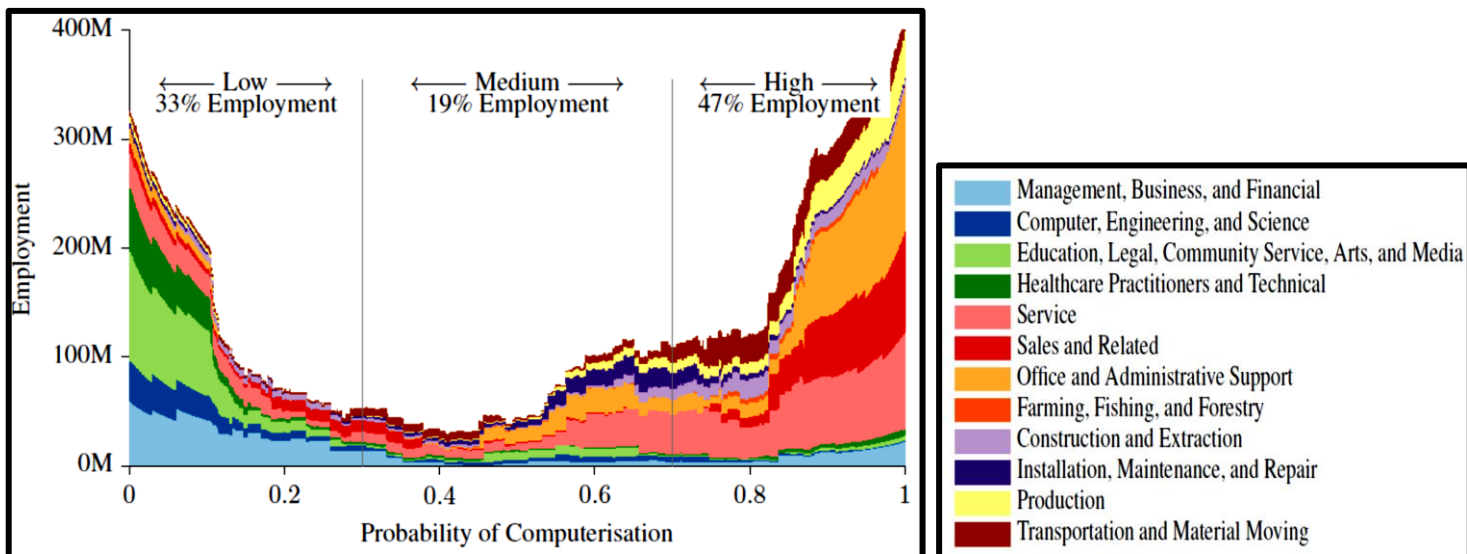 400M
300M
200M
100M
0M
Employment
← Low →
33% Employment
← Medium →
19% Employment
← High →
47% Employment
0
0.2
0.4
0.6
0.8
1
Probability of Computerisation
Management, Business, and Financial
Computer, Engineering, and Science
Education, Legal, Community Service, Arts, and Media
Healthcare Practitioners and Technical
Service
Sales and Related
Office and Administrative Support
Farming, Fishing, and Forestry
Construction and Extraction
Installation, Maintenance, and Repair
Production
Transportation and Material Moving